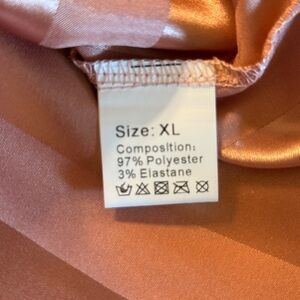 Size: XL
Composition:
97% Polyester
3% Elastane